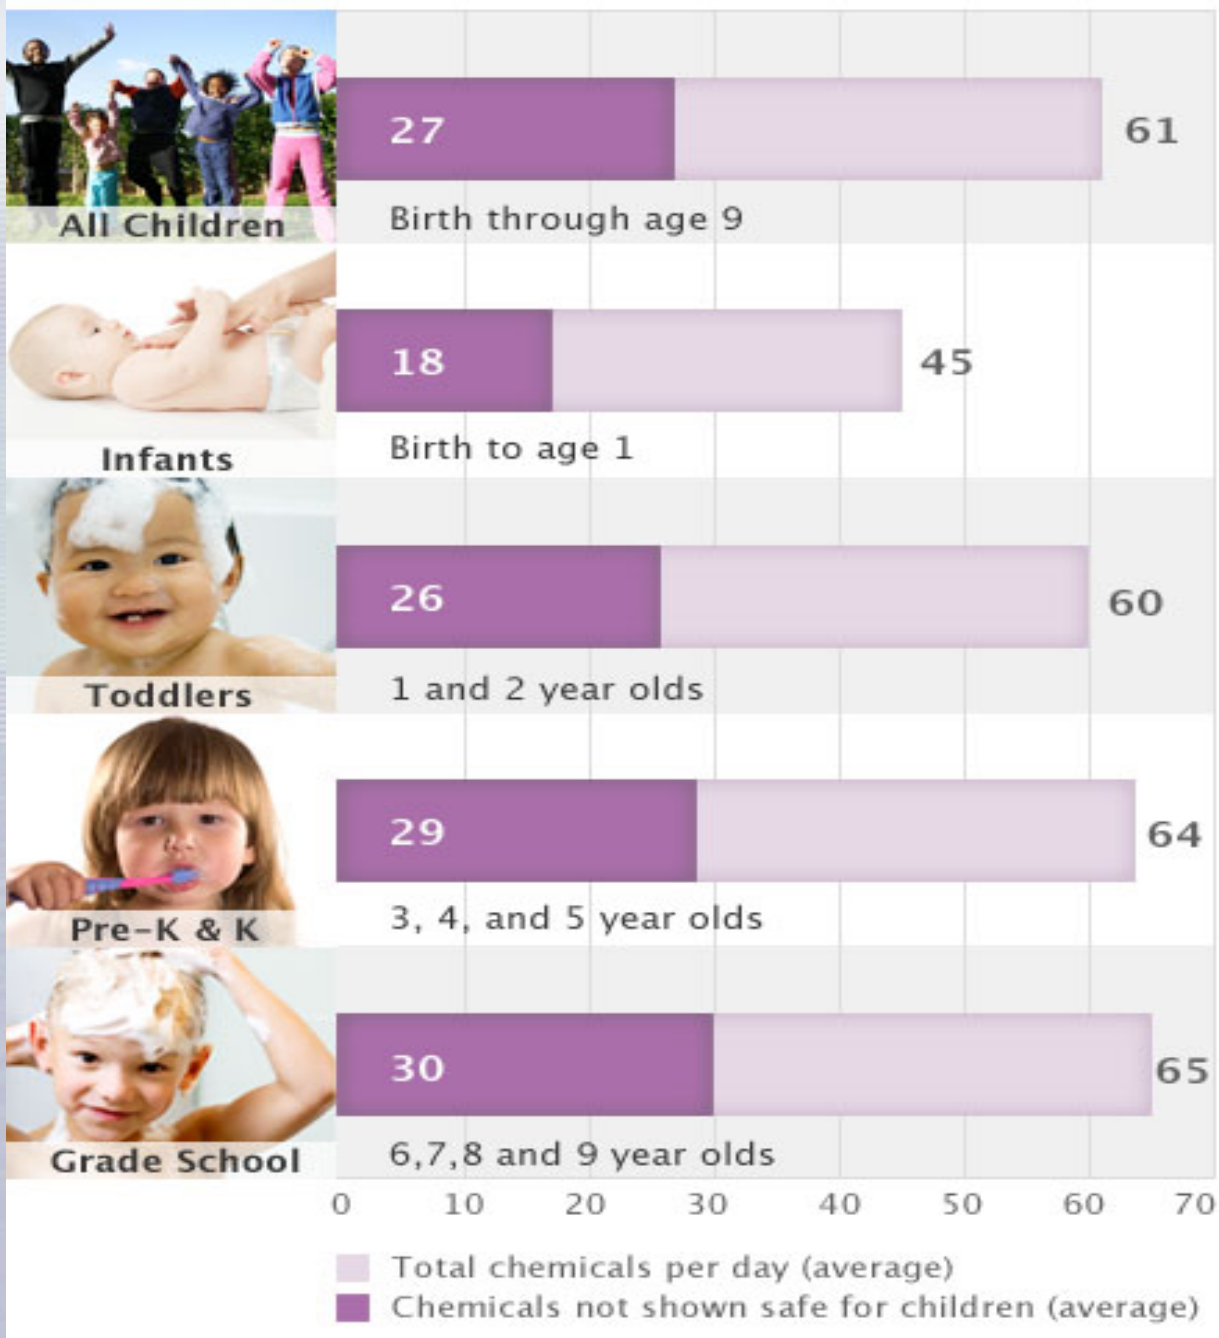 27
61
All Children
Birth through age 9
18
45
Infants
Birth to age 1
26
60
Toddlers
1 and 2 year olds
29
64
Pre-K & K
3, 4, and 5 year olds
30
65
Grade School
6,7,8 and 9 year olds
0 10 20 30 40 50 60 70
Total chemicals per day (average)
Chemicals not shown safe for children (average)